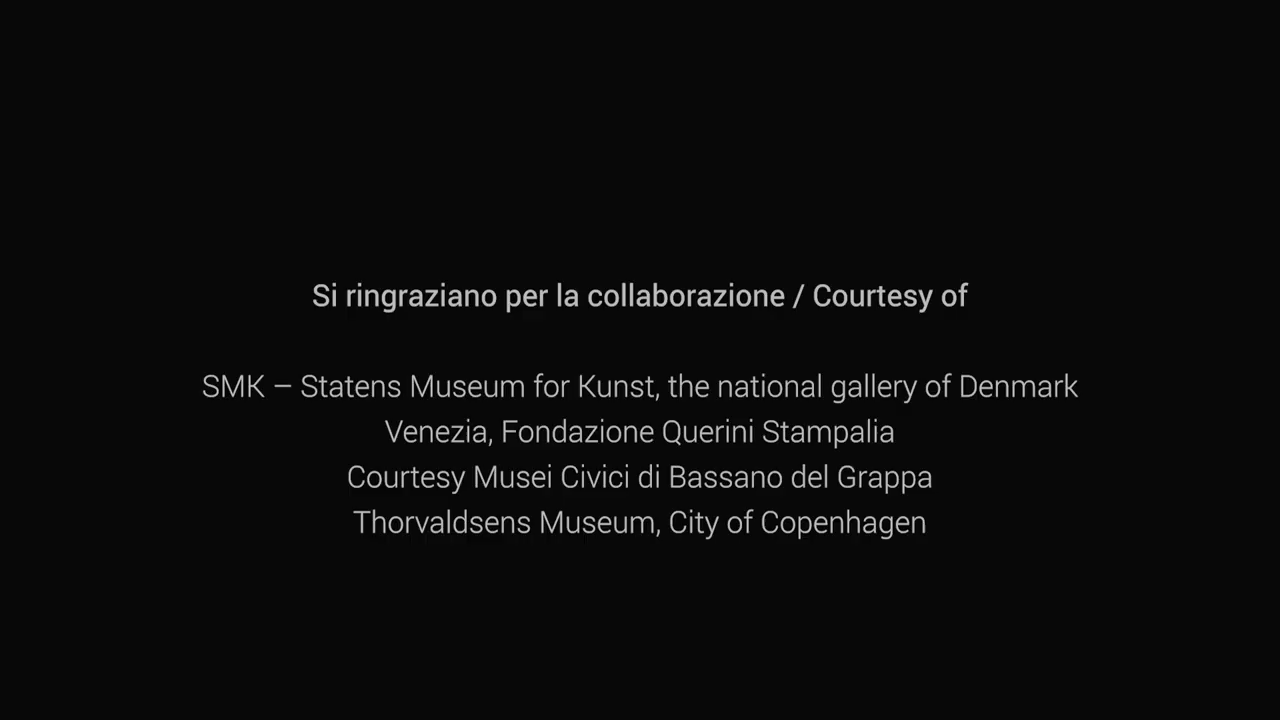 Si ringraziano per la collaborazione / Courtesy of
SMK – Statens Museum for Kunst, the national gallery of Denmark
Venezia, Fondazione Querini Stampalia
Courtesy Musei Civici di Bassano del Grappa
Thorvaldsens Museum, City of Copenhagen